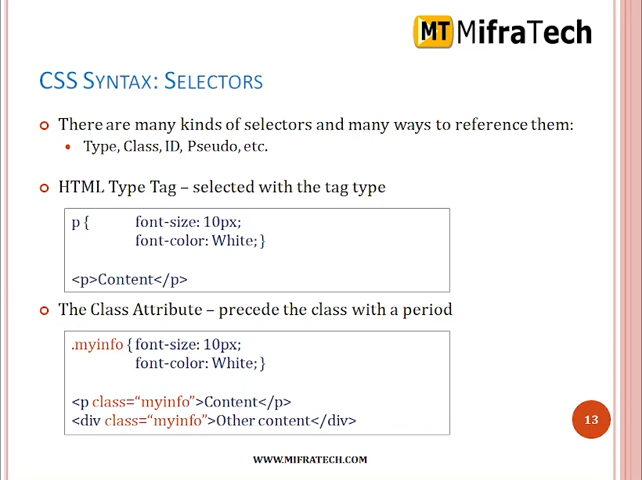 MT MifraTech
CSS SYNTAX: SELECTORS
There are many kinds of selectors and many ways to reference them:
Type, Class, ID, Pseudo, etc.
HTML Type Tag – selected with the tag type
p { font-size: 10px;
font-color: White; }
<p>Content</p>
The Class Attribute – precede the class with a period
.myinfo { font-size: 10px;
font-color: White; }
<p class=“myinfo”>Content</p>
<div class=“myinfo”>Other content</div>
13
WWW.MIFRATECH.COM